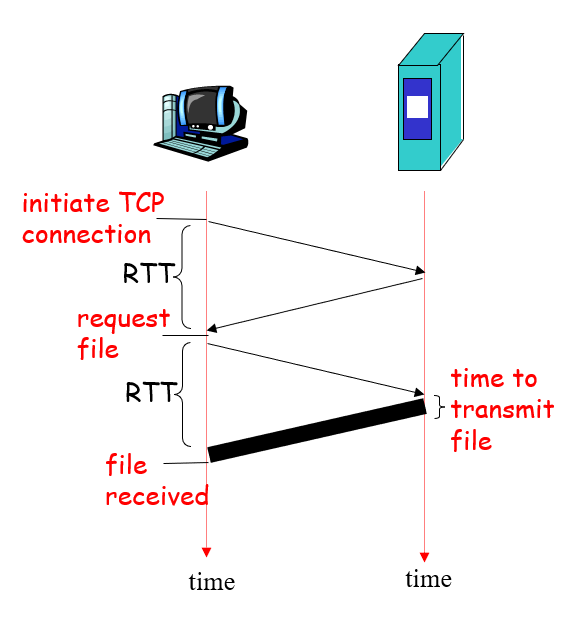 initiate TCP
connection
RTT
request
file
RTT
time to
transmit
file
file
received
time
time